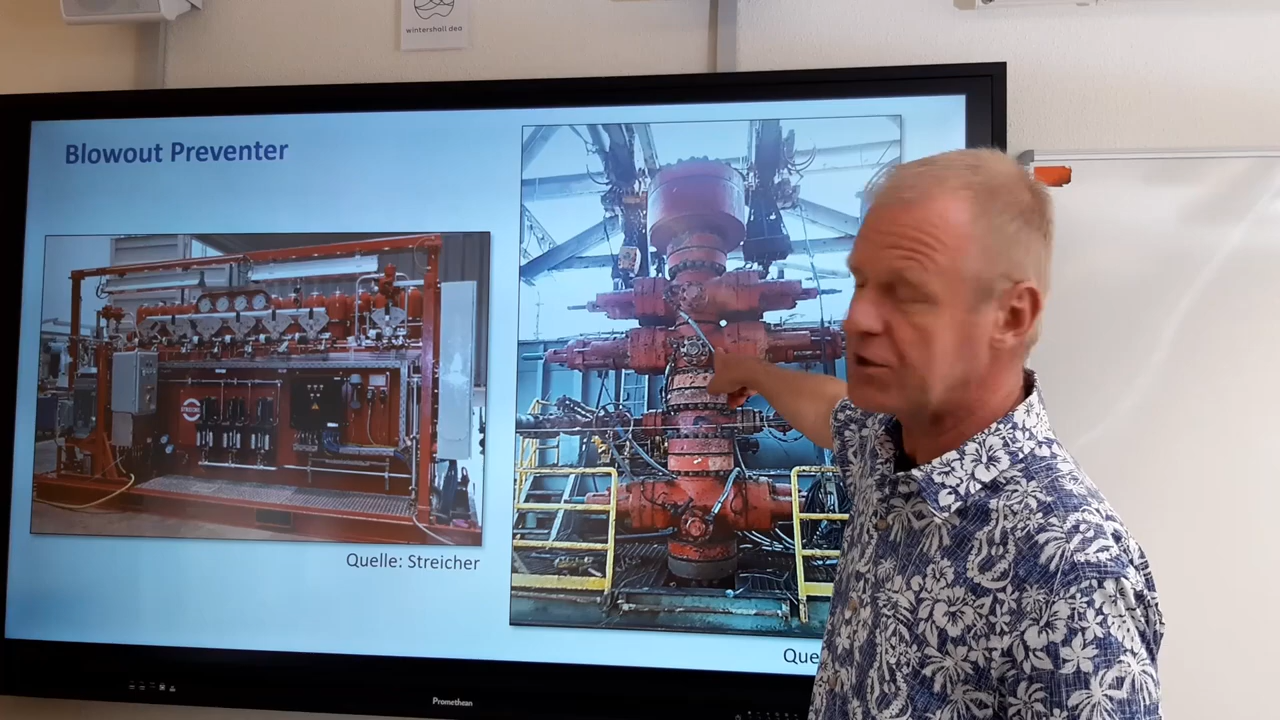 wintershall dea
Blowout Preventer
Quelle: Streicher
Que
Promethean